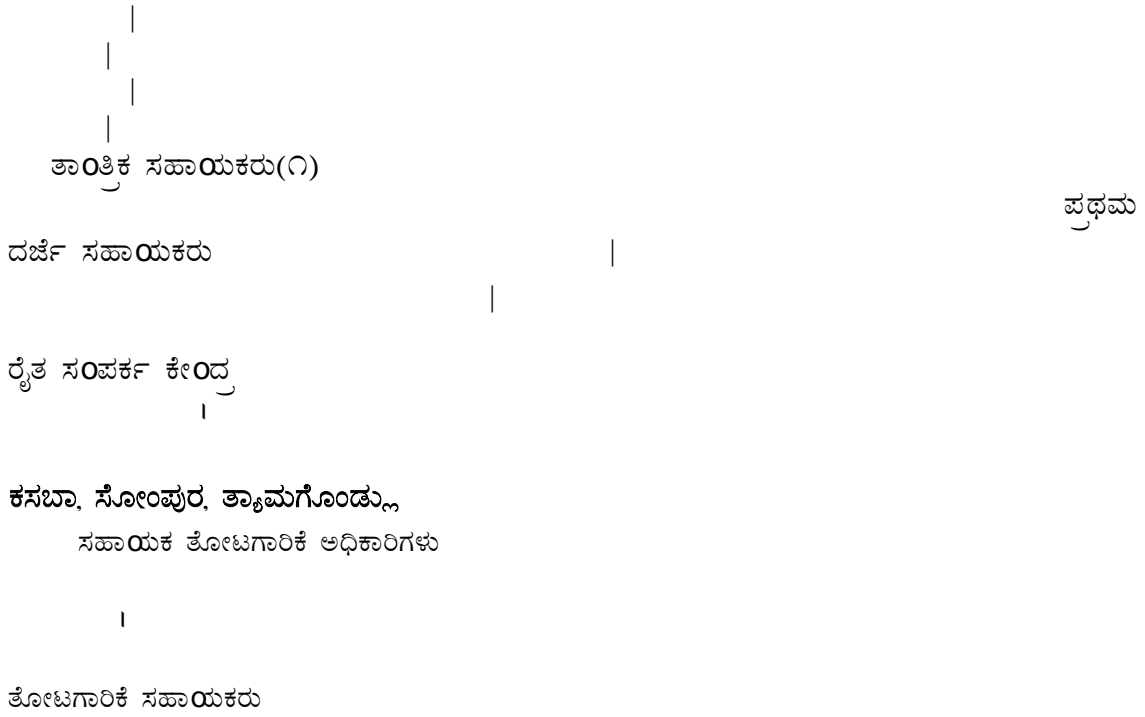 |
|
|
|
ತಾಂತ್ರಿಕ ಸಹಾಯಕರು(೧)
ಪ್ರಥಮ
ದರ್ಜೆ ಸಹಾಯಕರು |
|
ರೈತ ಸಂಪರ್ಕ ಕೇಂದ್ರ
।
ಕಸಬಾ, ಸೋಂಪುರ, ತ್ಯಾಮಗೊಂಡ್ಲು
ಸಹಾಯಕ ತೋಟಗಾರಿಕೆ ಅಧಿಕಾರಿಗಳು
।
ತೋಟಗಾರಿಕೆ ಸಹಾಯಕರು